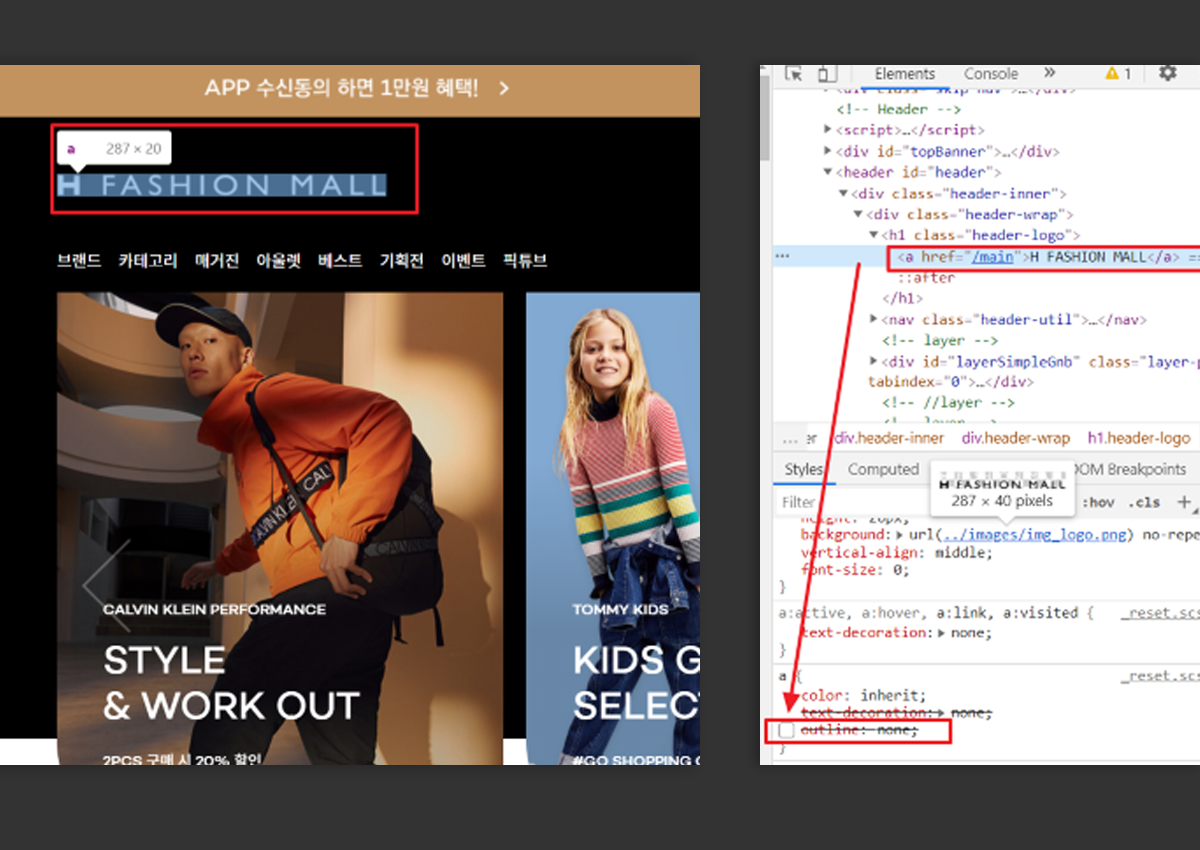 APP 수신동의 하면 1만원 혜택! >
a 287 × 20
H FASHION MALL
브랜드 카테고리 매거진 아울렛 베스트 기획전 이벤트 픽튜브
CALVIN KLEIN
CALVIN
CALVIN KLEIN PERFORMANCE
STYLE
& WORK OUT
2PCS 구매 시 20% 할인
TOMMY KIDS
KIDS G
SELEC
#GO SHOPPING
Elements Console » 1
<!-- Header -->
<script>…</script>
<div id="topBanner">…</div>
<header id="header">
<div class="header-inner">
<div class="header-wrap">
<h1 class="header-logo">
<a href="/main">H FASHION MALL</a> ==
::after
</h1>
<nav class="header-util">…</nav>
<!-- layer -->
<div id="layerSimpleGnb" class="layer-p
tabindex="0">…</div>
<!-- //layer -->
... er div.header-inner div.header-wrap h1.header-logo
Styles Computed OOM Breakpoints
H FASHION MALL
287 × 40 pixels
Filter :hov .cls +
height: 20px;
background: url(../images/img_logo.png) no-repe
vertical-align: middle;
font-size: 0;
}
a:active, a:hover, a:link, a:visited { _reset.scs
text-decoration: none;
}
a { _reset.scs
color: inherit;
text-decoration: none;
outline: none;
}